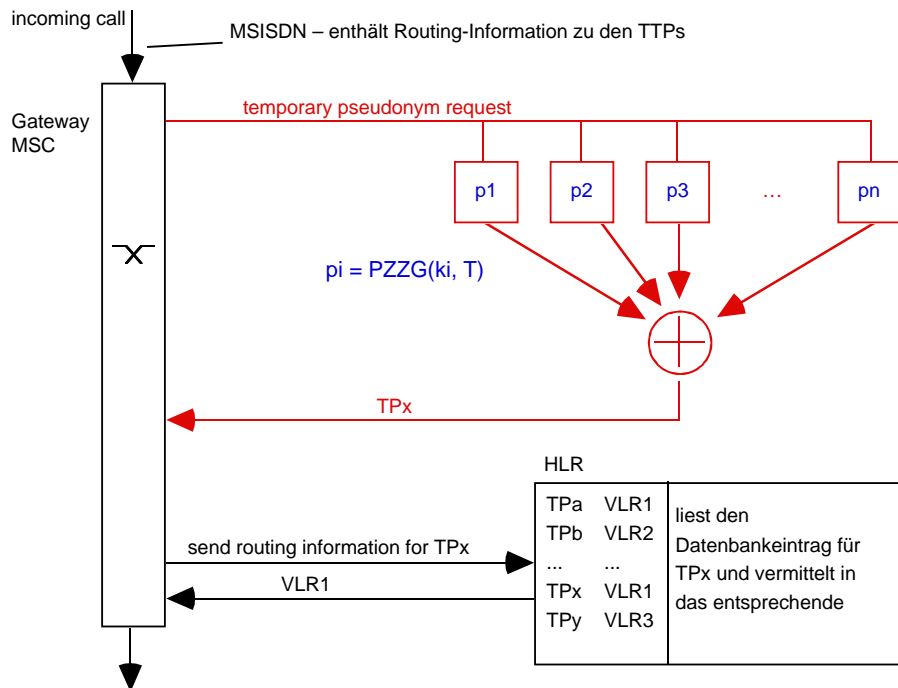 incoming call
MSISDN – enthält Routing-Information zu den TTPs
Gateway
MSC
temporary pseudonym request
p1 p2 p3 ... pn
pi = PZZG(ki, T)
TPx
HLR
TPa VLR1
TPb VLR2
... ...
TPx VLR1
TPy VLR3
liest den
Datenbankeintrag für
TPx und vermittelt in
das entsprechende
send routing information for TPx
VLR1